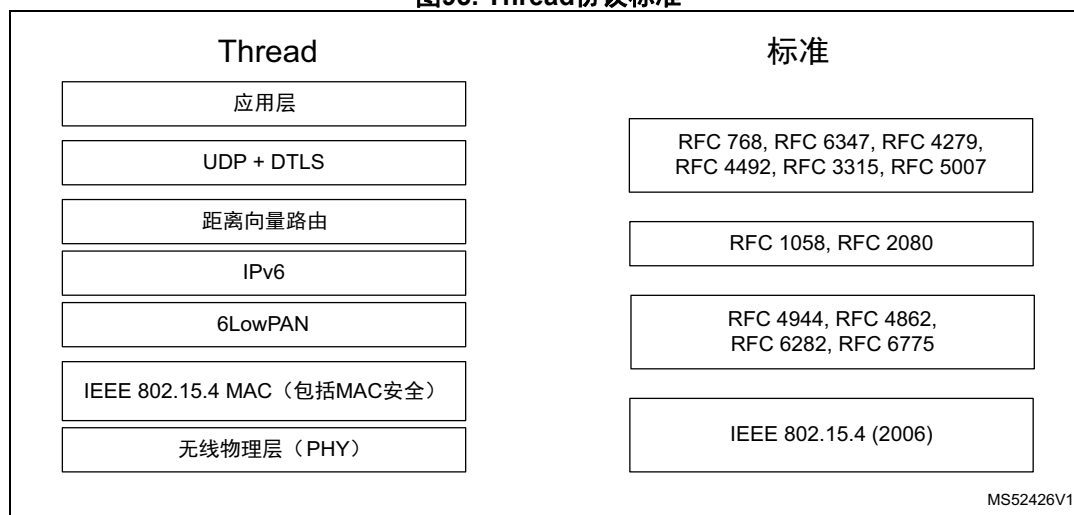 Thread
标准
应用层
UDP + DTLS
距离向量路由
IPv6
6LowPAN
IEEE 802.15.4 MAC（包括MAC安全）
无线物理层（PHY）
RFC 768, RFC 6347, RFC 4279,
RFC 4492, RFC 3315, RFC 5007
RFC 1058, RFC 2080
RFC 4944, RFC 4862,
RFC 6282, RFC 6775
IEEE 802.15.4 (2006)
MS52426V1